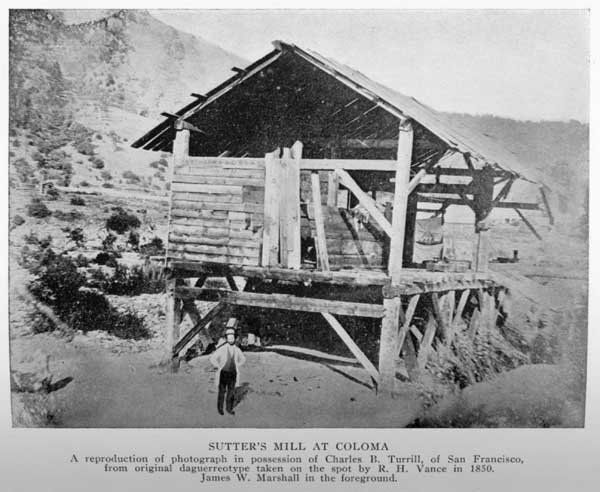 SUTTER'S MILL AT COLOMA
A reproduction of photograph in possession of Charles B. Turrill, of San Francisco,
from original daguerreotype taken on the spot by R. H. Vance in 1850.
James W. Marshall in the foreground.